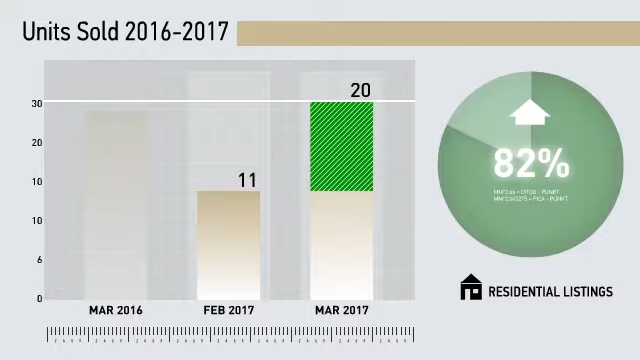 Units Sold 2016-2017
30
20
10
10
6
0
20
11
MAR 2016
FEB 2017
MAR 2017
82%
RESIDENTIAL LISTINGS